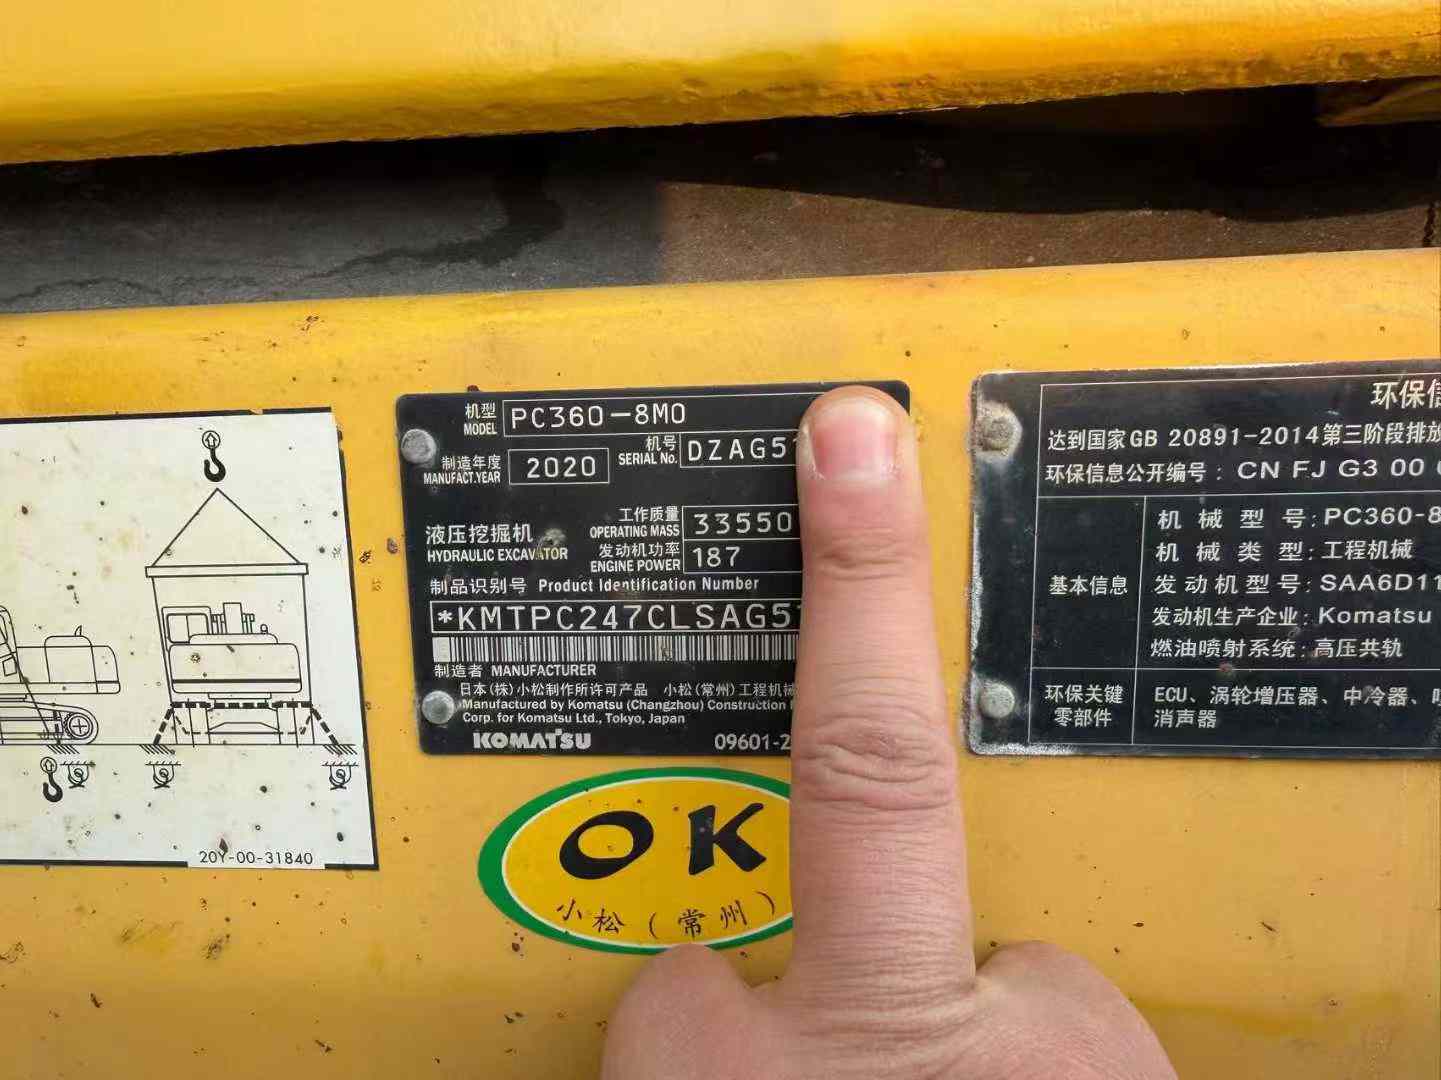 机型
MODEL
PC360-8M0
制造年度
MANUFACT.YEAR
2020
机号
SERIAL No.
DZAG5
工作质量
OPERATING MASS
33550
液压挖掘机
HYDRAULIC EXCAVATOR
发动机功率
ENGINE POWER
187
制品识别号 Product Identification Number
*KMTPC247CLSAG5
制造者 MANUFACTURER
日本(株)小松制作所许可产品 小松(常州)工程机械
Manufactured by Komatsu (Changzhou) Construction
Corp. for Komatsu Ltd., Tokyo, Japan
KOMATSU
09601-2
OK
小松(常州)
20Y-00-31840
环保信
达到国家GB 20891-2014第三阶段排放
环保信息公开编号：CN FJ G3 00
基本信息
机械型号:PC360-8
机械类型:工程机械
发动机型号:SAA6D11
发动机生产企业:Komatsu
燃油喷射系统:高压共轨
环保关键
零部件
ECU、涡轮增压器、中冷器、
消声器